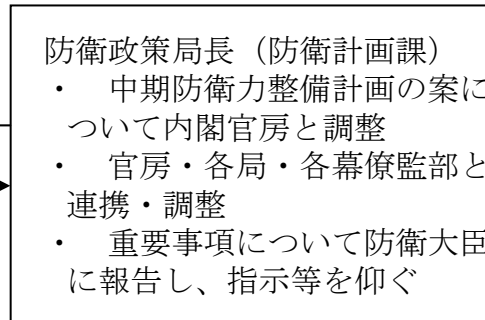 防衛政策局長（防衛計画課）
・　中期防衛力整備計画の案に
ついて内閣官房と調整
・　官房・各局・各幕僚監部と
連携・調整
・　重要事項について防衛大臣
に報告し、指示等を仰ぐ